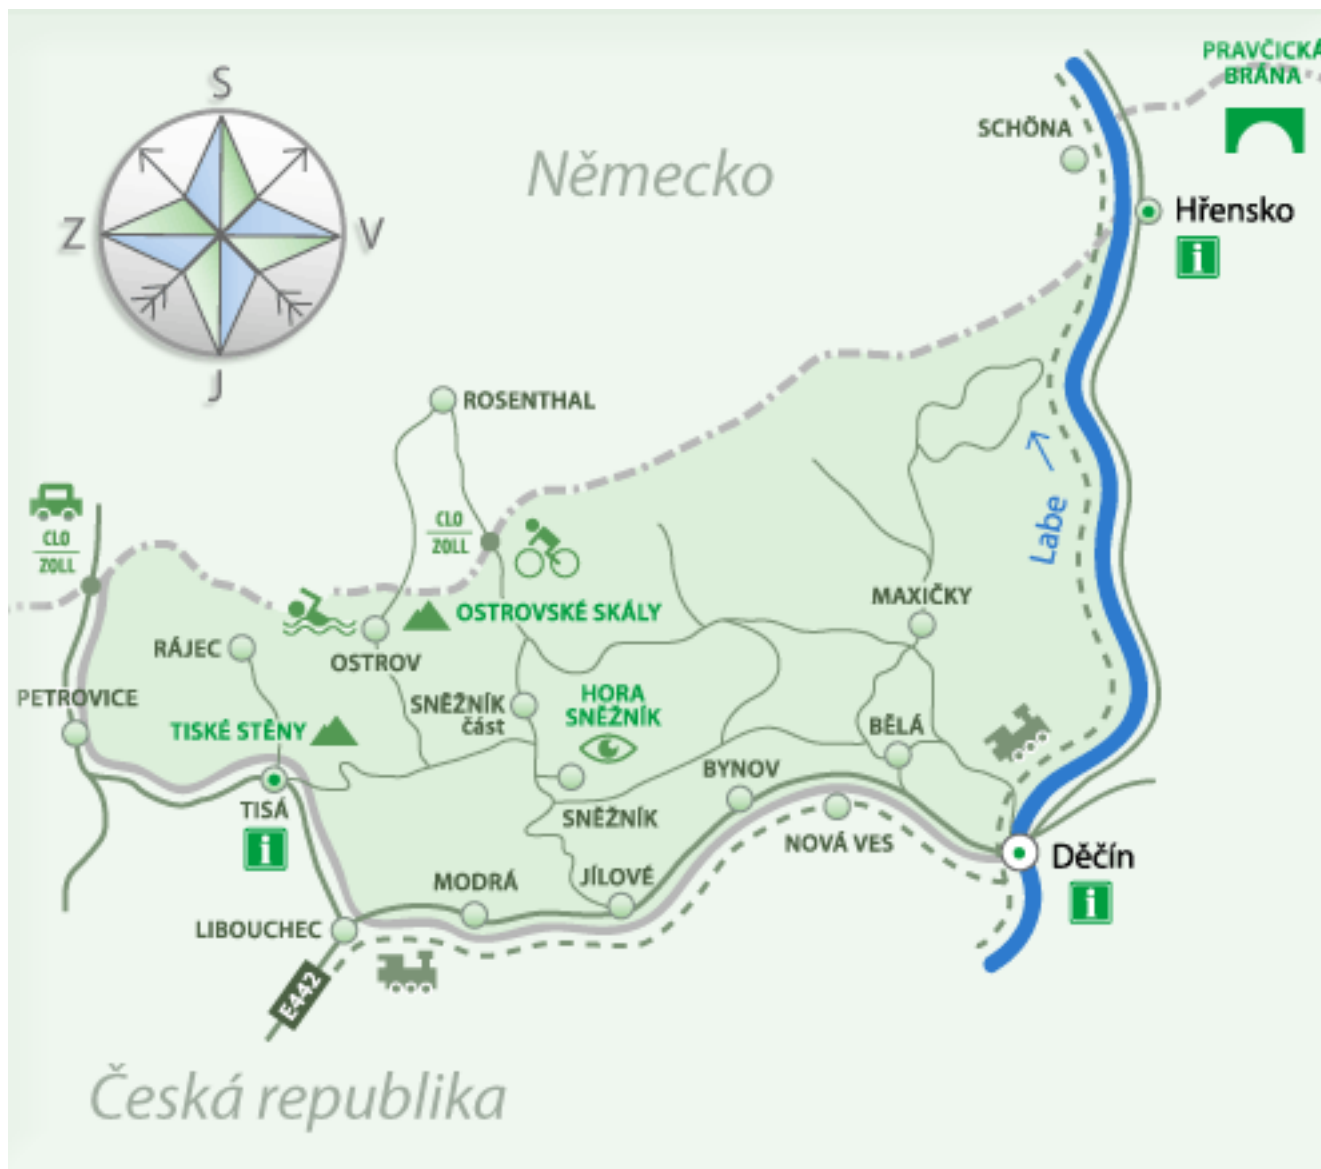 S
PRAVČICKÁ
BRÁNA
SCHÖNA
Německo
Hřensko
i
Z
V
J
ROSENTHAL
CLO
ZOLL
CLO
ZOLL
Labe
OSTROVSKÉ SKÁLY
MAXIČKY
RÁJEC
OSTROV
PETROVICE
SNĚŽNÍK
část
HORA
SNĚŽNÍK
TISKÉ STĚNY
BĚLÁ
BYNOV
TISÁ
SNĚŽNÍK
NOVÁ VES
i
Děčín
JÍLOVÉ
MODRÁ
i
LIBOUCHEC
E442
Česká republika